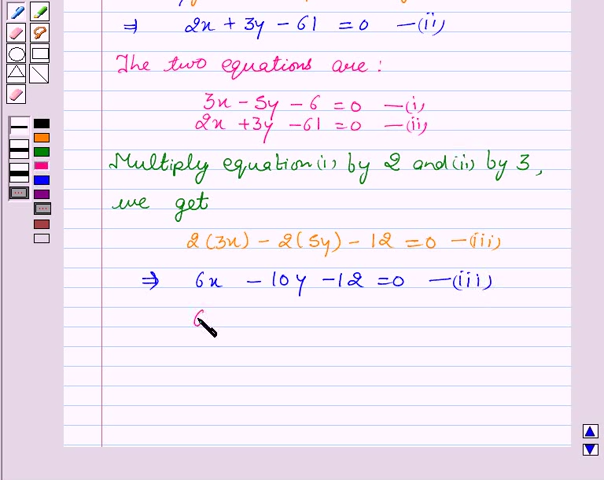 ⇒ 2x + 3y - 61 = 0 —(ii)
The two equations are:
3x - 5y - 6 = 0 —(i)
2x + 3y - 61 = 0 —(ii)
Multiply equation (i) by 2 and (ii) by 3,
we get
2(3x) - 2(5y) - 12 = 0 —(iii)
⇒ 6x - 10y - 12 = 0 —(iii)
6